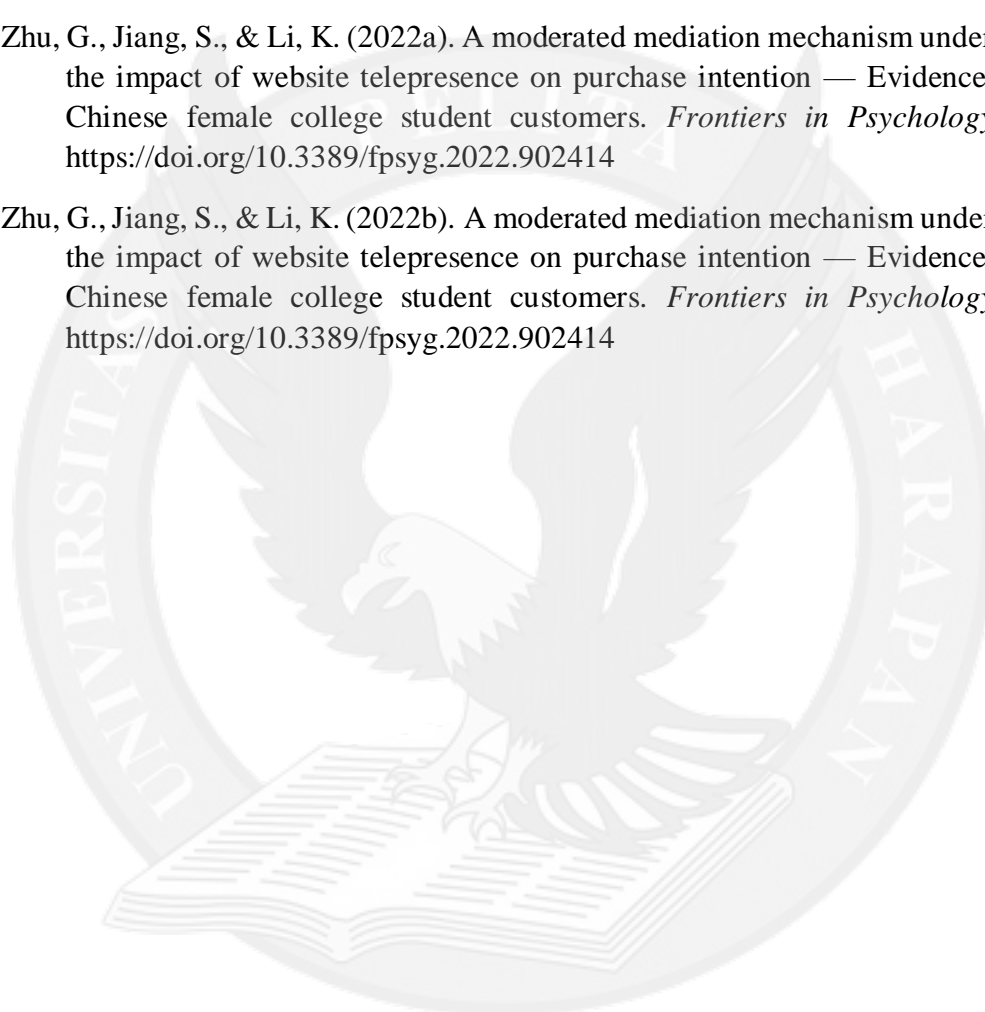 Zhu, G., Jiang, S., & Li, K. (2022a). A moderated mediation mechanism under
the impact of website telepresence on purchase intention — Evidence
Chinese female college student customers. Frontiers in Psychology
https://doi.org/10.3389/fpsyg.2022.902414
Zhu, G., Jiang, S., & Li, K. (2022b). A moderated mediation mechanism under
the impact of website telepresence on purchase intention — Evidence
Chinese female college student customers. Frontiers in Psychology
https://doi.org/10.3389/fpsyg.2022.902414
UNIVERSITAS PELITA HARAPAN